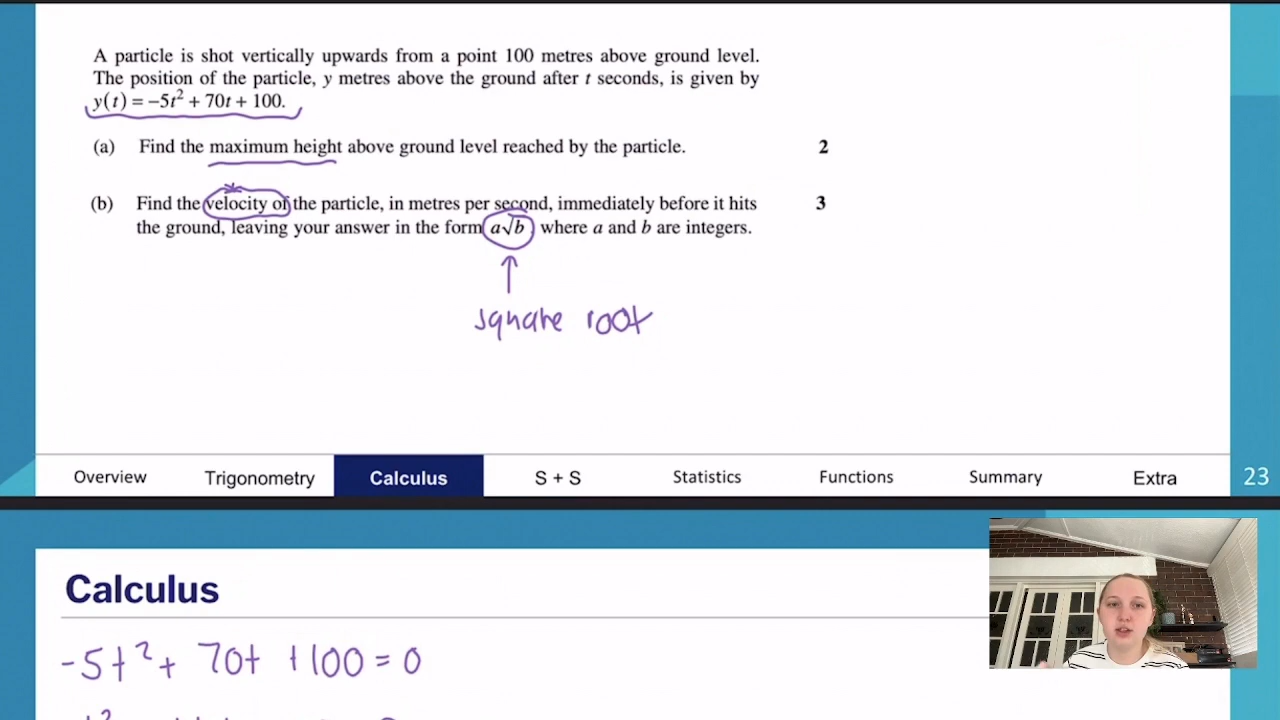 A particle is shot vertically upwards from a point 100 metres above ground level.
The position of the particle, y metres above the ground after t seconds, is given by
y(t) = −5t² + 70t + 100.
(a) Find the maximum height above ground level reached by the particle. 2
(b) Find the velocity of the particle, in metres per second, immediately before it hits 3
the ground, leaving your answer in the form a√b where a and b are integers.
square root
Overview Trigonometry Calculus S + S Statistics Functions Summary Extra 23
Calculus
-5t² + 70t + 100 = 0